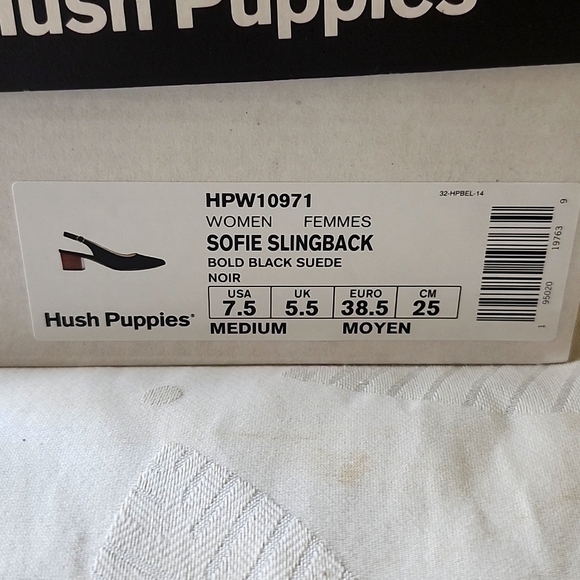 Hush Puppies
HPW10971
32-HPBEL-14
WOMEN FEMMES
SOFIE SLINGBACK
BOLD BLACK SUEDE
NOIR
USA UK EURO CM
7.5 5.5 38.5 25
MEDIUM MOYEN
Hush Puppies®
1 95020 19763 9